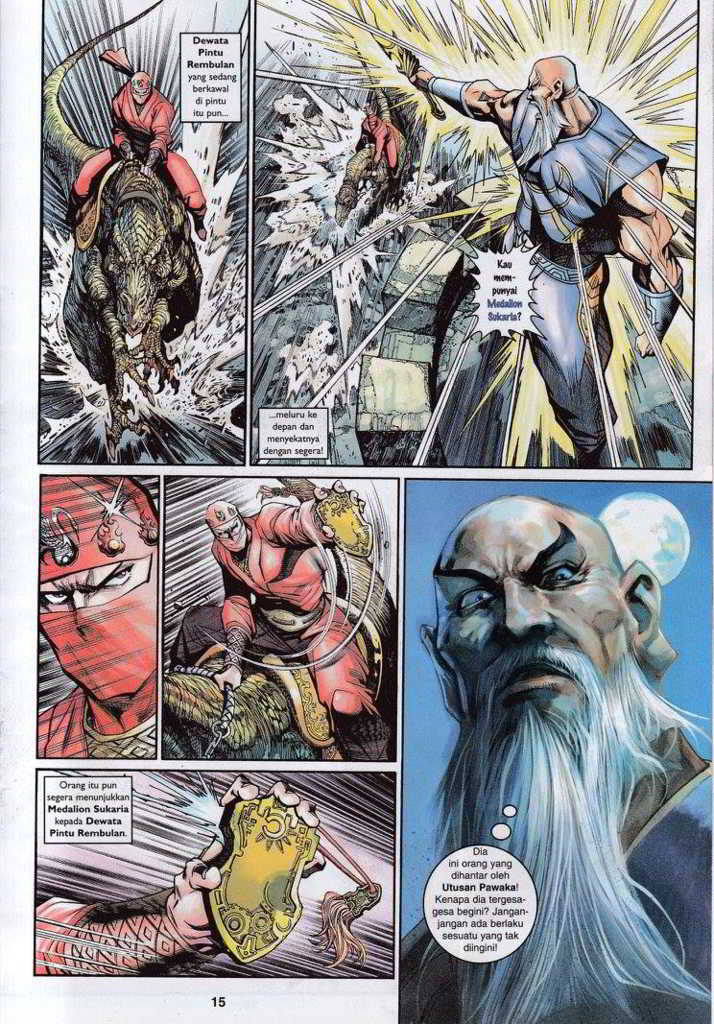 Dewata
Pintu
Rembulan
yang sedang
berkawal
di pintu
itu pun...
Kau
mem-
punyai
Medalion
Sukaria?
...meluru ke
depan dan
menyekatnya
dengan segera!
Orang itu pun
segera menunjukkan
Medalion Sukaria
kepada Dewata
Pintu Rembulan.
Dia
ini orang yang
dihantar oleh
Utusan Pawaka!
Kenapa dia tergesa-
gesa begini? Jangan-
jangan ada berlaku
sesuatu yang tak
diingini!
15